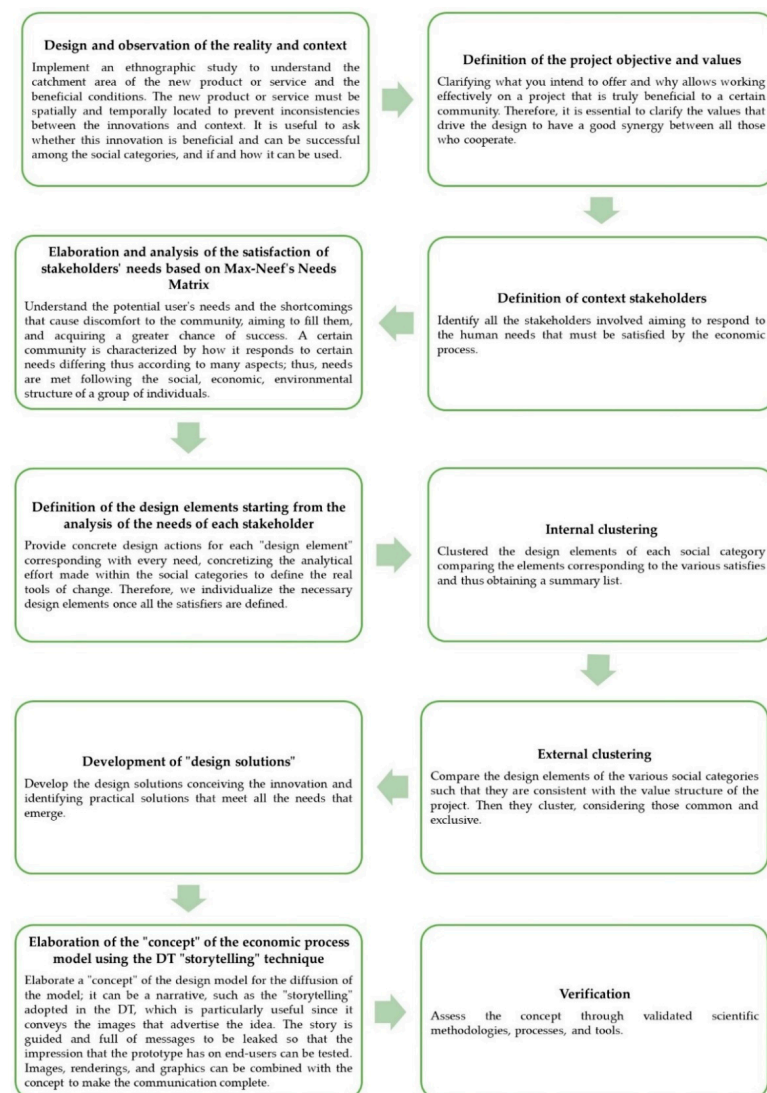 Design and observation of the reality and context
Implement an ethnographic study to understand the
catchment area of the new product or service and the
beneficial conditions. The new product or service must be
spatially and temporally located to prevent inconsistencies
between the innovations and context. It is useful to ask
whether this innovation is beneficial and can be successful
among the social categories, and if and how it can be used.
Definition of the project objective and values
Clarifying what you intend to offer and why allows working
effectively on a project that is truly beneficial to a certain
community. Therefore, it is essential to clarify the values that
drive the design to have a good synergy between all those
who cooperate.
Definition of context stakeholders
Identify all the stakeholders involved aiming to respond to
the human needs that must be satisfied by the economic
process.
Elaboration and analysis of the satisfaction of
stakeholders' needs based on Max-Neef's Needs
Matrix
Understand the potential user's needs and the shortcomings
that cause discomfort to the community, aiming to fill them,
and acquiring a greater chance of success. A certain
community is characterized by how it responds to certain
needs differing thus according to many aspects; thus, needs
are met following the social, economic, environmental
structure of a group of individuals.
Definition of the design elements starting from the
analysis of the needs of each stakeholder
Provide concrete design actions for each "design element"
corresponding with every need, concretizing the analytical
effort made within the social categories to define the real
tools of change. Therefore, we individualize the necessary
design elements once all the satisfiers are defined.
Internal clustering
Clustered the design elements of each social category
comparing the elements corresponding to the various satisfies
and thus obtaining a summary list.
External clustering
Compare the design elements of the various social categories
such that they are consistent with the value structure of the
project. Then they cluster, considering those common and
exclusive.
Development of "design solutions"
Develop the design solutions conceiving the innovation and
identifying practical solutions that meet all the needs that
emerge.
Elaboration of the "concept" of the economic process
model using the DT "storytelling" technique
Elaborate a "concept" of the design model for the diffusion of
the model; it can be a narrative, such as the "storytelling"
adopted in the DT, which is particularly useful since it
conveys the images that advertise the idea. The story is
guided and full of messages to be leaked so that the
impression that the prototype has on end-users can be tested.
Images, renderings, and graphics can be combined with the
concept to make the communication complete.
Verification
Assess the concept through validated scientific
methodologies, processes, and tools.